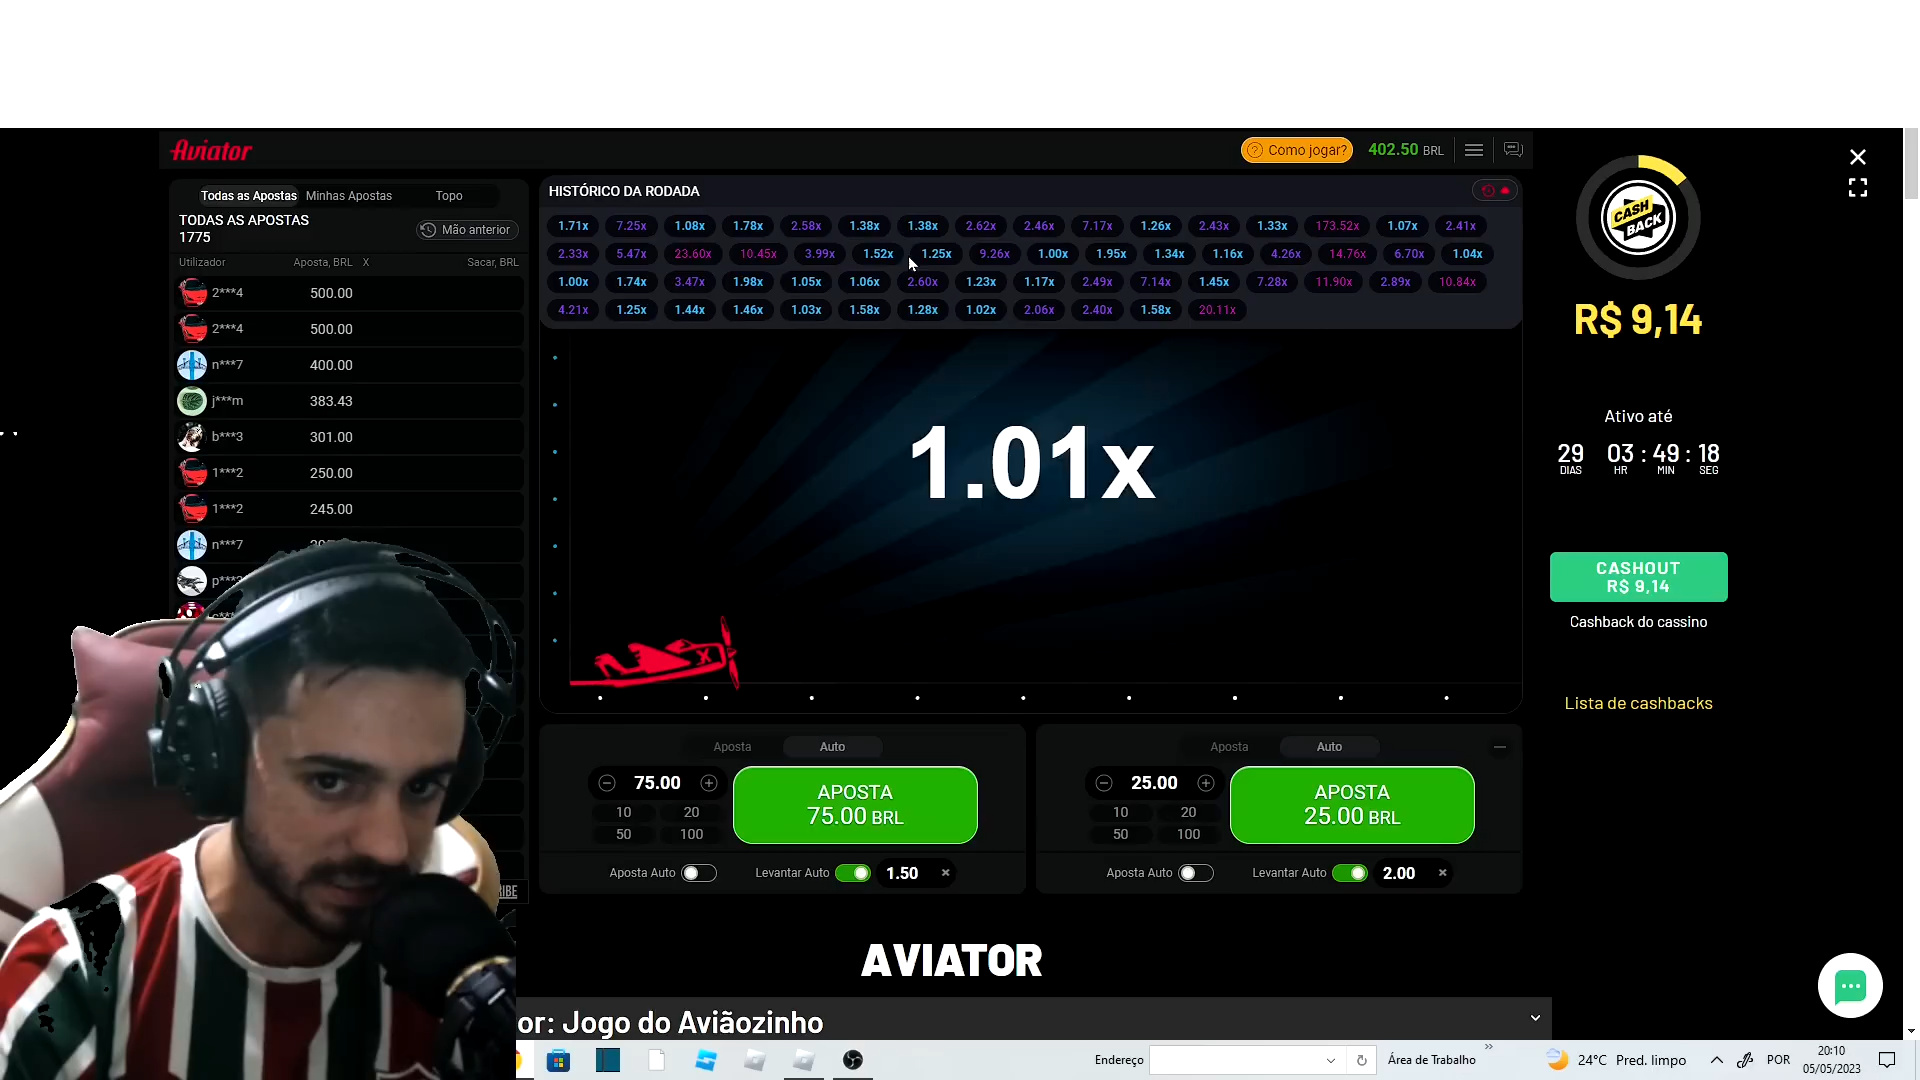 Aviator
Como jogar?
402.50 BRL
Todas as Apostas
Minhas Apostas
Topo
TODAS AS APOSTAS
1775
Mão anterior
Utilizador
Aposta, BRL X
Sacar, BRL
2***4 500.00
2***4 500.00
n***7 400.00
j***m 383.43
b***3 301.00
1***2 250.00
1***2 245.00
n***7
HISTÓRICO DA RODADA
1.71x 7.25x 1.08x 1.78x 2.58x 1.38x 1.38x 2.62x 2.46x 7.17x 1.26x 2.43x 1.33x 173.52x 1.07x 2.41x
2.33x 5.47x 23.60x 10.45x 3.99x 1.52x 1.25x 9.26x 1.00x 1.95x 1.34x 1.16x 4.26x 14.76x 6.70x 1.04x
1.00x 1.74x 3.47x 1.98x 1.05x 1.06x 2.60x 1.23x 1.17x 2.49x 7.14x 1.45x 7.28x 11.90x 2.89x 10.84x
4.21x 1.25x 1.44x 1.46x 1.03x 1.58x 1.28x 1.02x 2.06x 2.40x 1.58x 20.11x
1.01x
X
Aposta Auto
75.00
10 20
50 100
APOSTA
75.00 BRL
Aposta Auto
Levantar Auto
1.50
Aposta Auto
25.00
10 20
50 100
APOSTA
25.00 BRL
Aposta Auto
Levantar Auto
2.00
CASH
BACK
R$ 9,14
Ativo até
29 03 : 49 : 18
DIAS HR MIN SEG
CASHOUT
R$ 9,14
Cashback do cassino
Lista de cashbacks
RIBE
AVIATOR
or: Jogo do Aviãozinho
Endereço
Área de Trabalho
24°C Pred. limpo
POR
20:10
05/05/2023